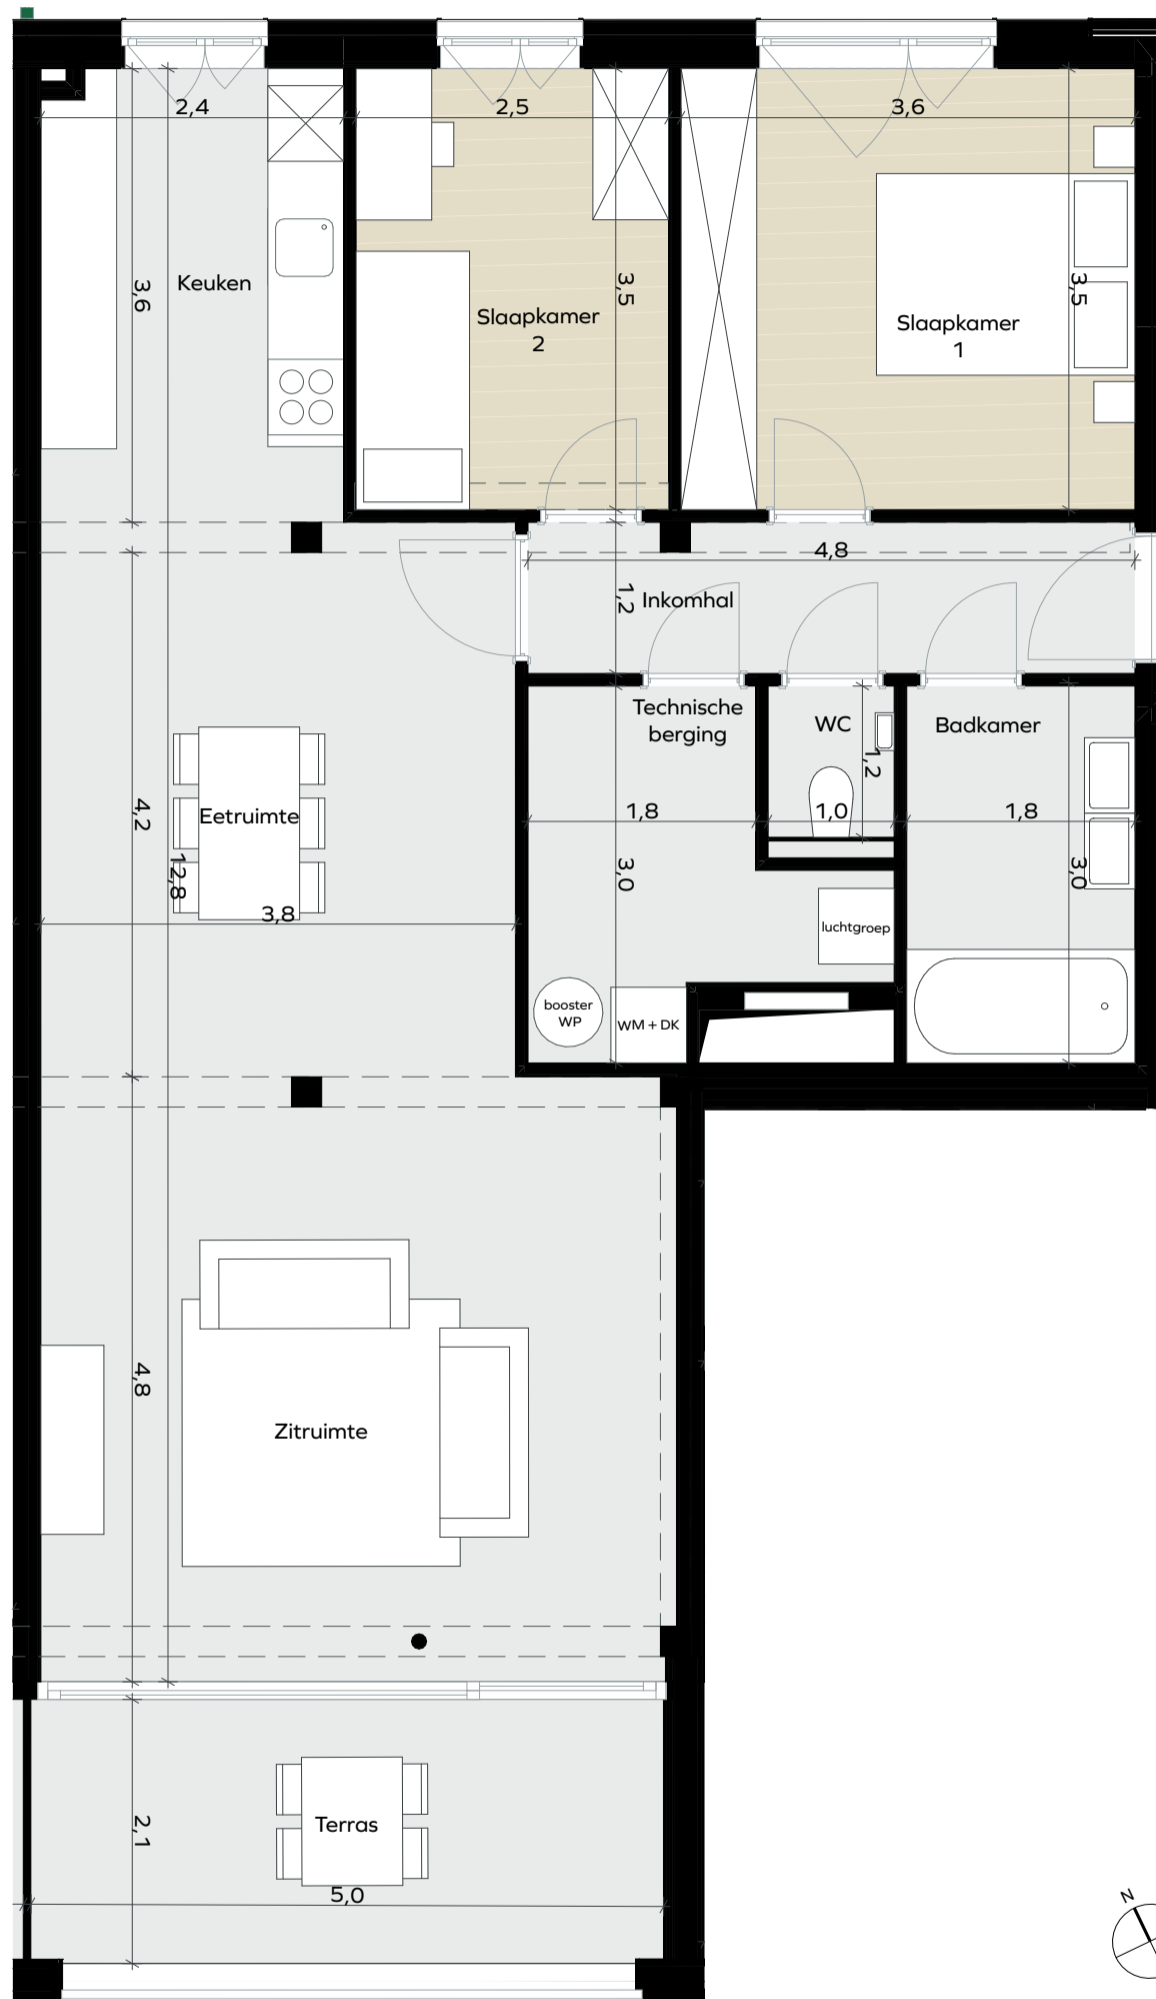 2,4
2,5
3,6
3,6
Keuken
3,5
Slaapkamer
2
3,5
Slaapkamer
1
4,8
1,2
Inkomhal
Technische
berging
WC
1,2
Badkamer
4,2
Eetruimte
12,8
3,8
1,8
1,0
1,8
3,0
3,0
luchtgroep
booster
WP
WM + DK
4,8
Zitruimte
2,1
Terras
5,0
N